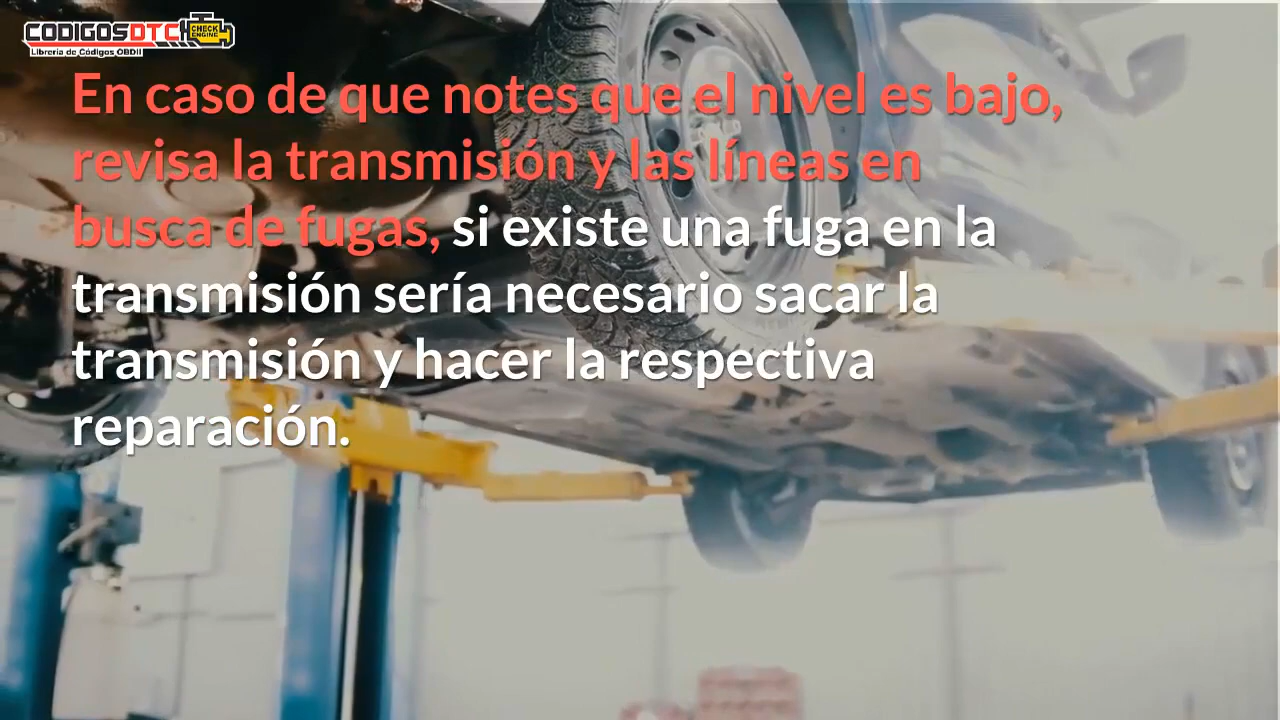 CODIGOSDTC
CHECK
ENGINE
Librería de Códigos OBDII
En caso de que notes que el nivel es bajo,
revisa la transmisión y las líneas en
busca de fugas, si existe una fuga en la
transmisión sería necesario sacar la
transmisión y hacer la respectiva
reparación.